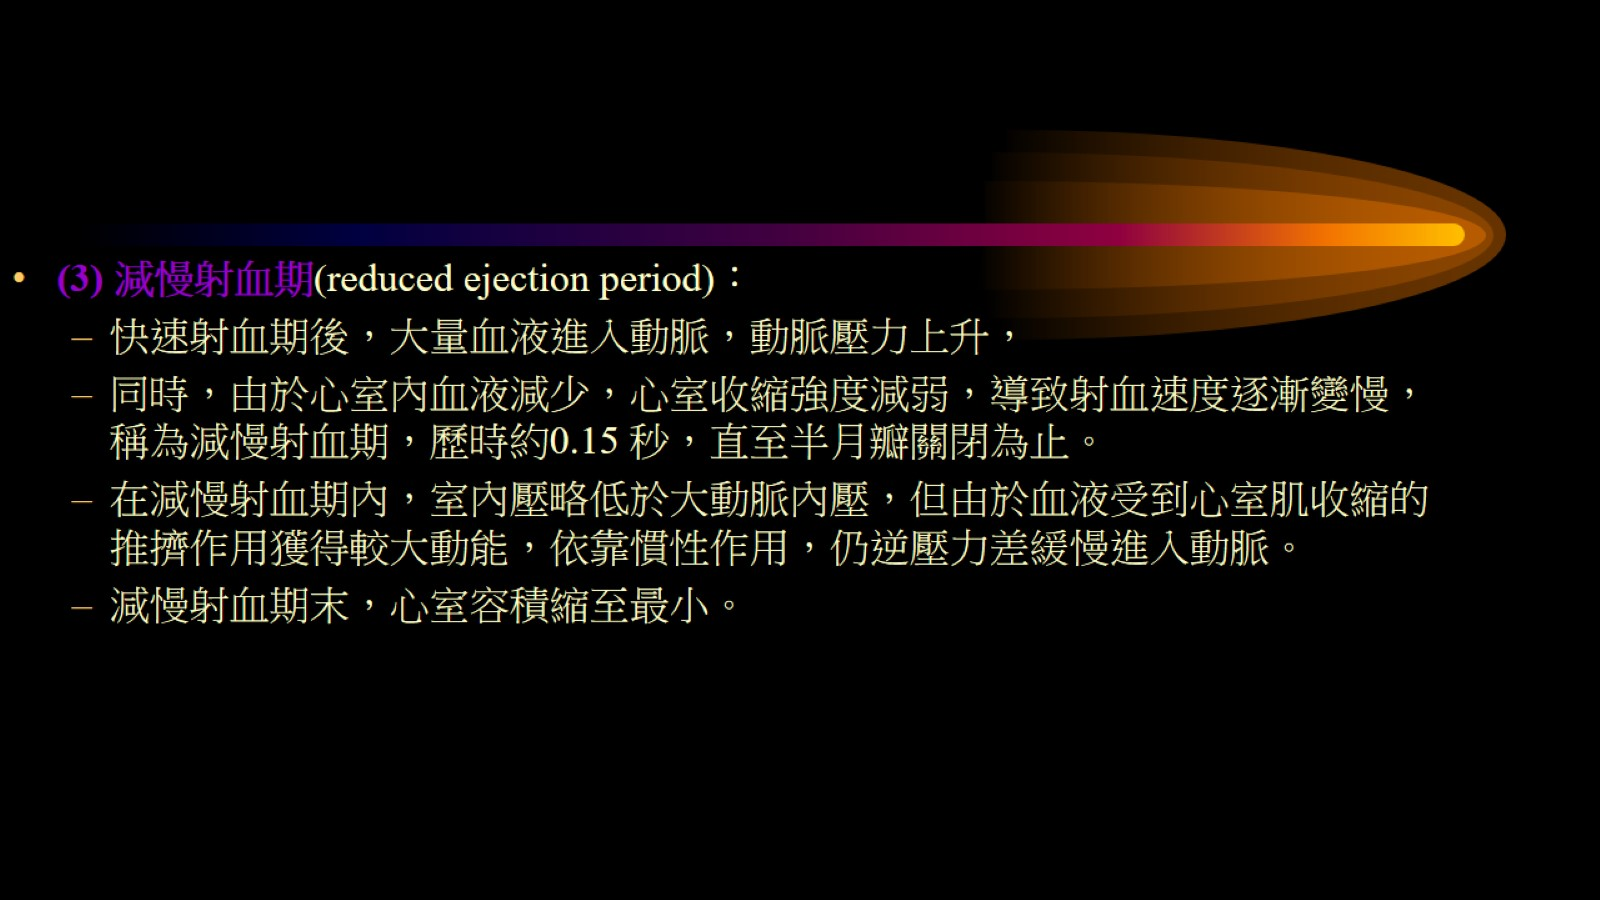 • (3) 減慢射血期(reduced ejection period)：
– 快速射血期後，大量血液進入動脈，動脈壓力上升，
– 同時，由於心室內血液減少，心室收縮強度減弱，導致射血速度逐漸變慢，
稱為減慢射血期，歷時約0.15 秒，直至半月瓣關閉為止。
– 在減慢射血期內，室內壓略低於大動脈內壓，但由於血液受到心室肌收縮的
推擠作用獲得較大動能，依靠慣性作用，仍逆壓力差緩慢進入動脈。
– 減慢射血期末，心室容積縮至最小。